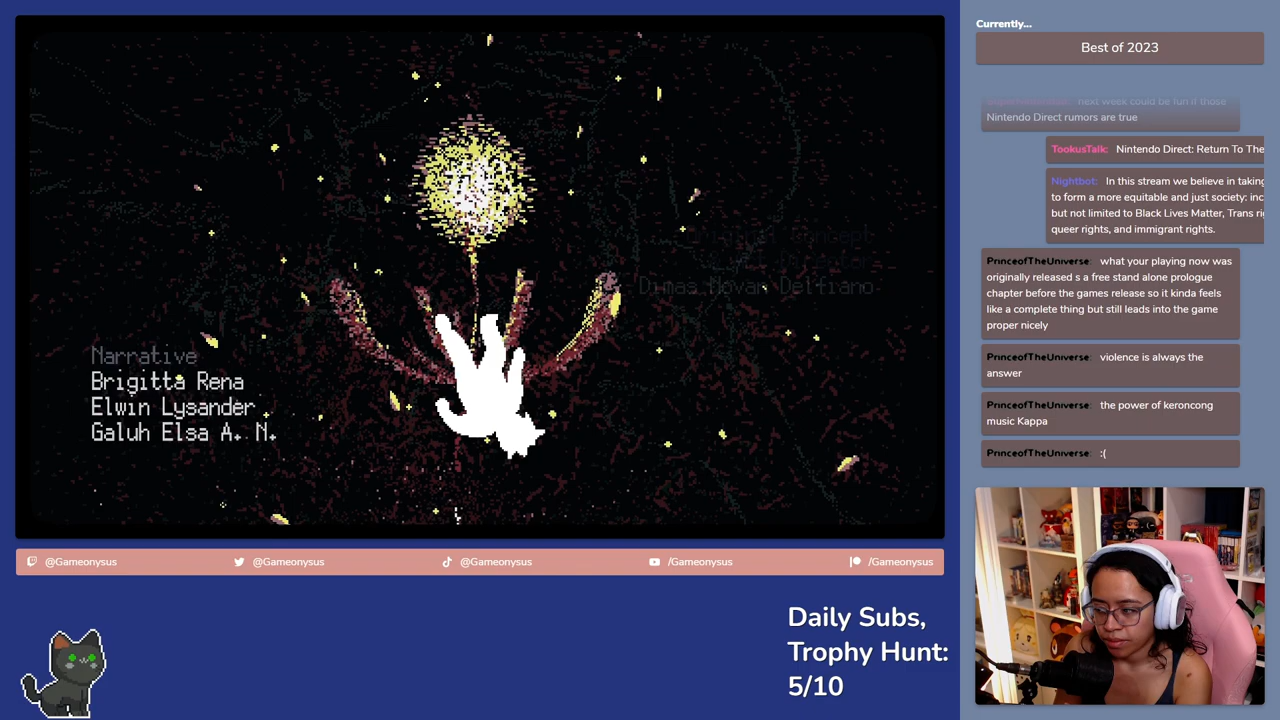 Currently...
Best of 2023
next week could be fun if those
Nintendo Direct rumors are true
TookusTalk: Nintendo Direct: Return To The
Nightbot: In this stream we believe in taking
to form a more equitable and just society: inc
but not limited to Black Lives Matter, Trans ri
queer rights, and immigrant rights.
PrinceofTheUniverse: what your playing now was
originally released s a free stand alone prologue
chapter before the games release so it kinda feels
like a complete thing but still leads into the game
proper nicely
PrinceofTheUniverse: violence is always the
answer
PrinceofTheUniverse: the power of keroncong
music Kappa
PrinceofTheUniverse: :(
Dimas Novan Delfiano
Narrative
Brigitta Rena
Elwin Lysander
Galuh Elsa A. N.
@Gameonysus
@Gameonysus
@Gameonysus
/Gameonysus
/Gameonysus
Daily Subs,
Trophy Hunt:
5/10